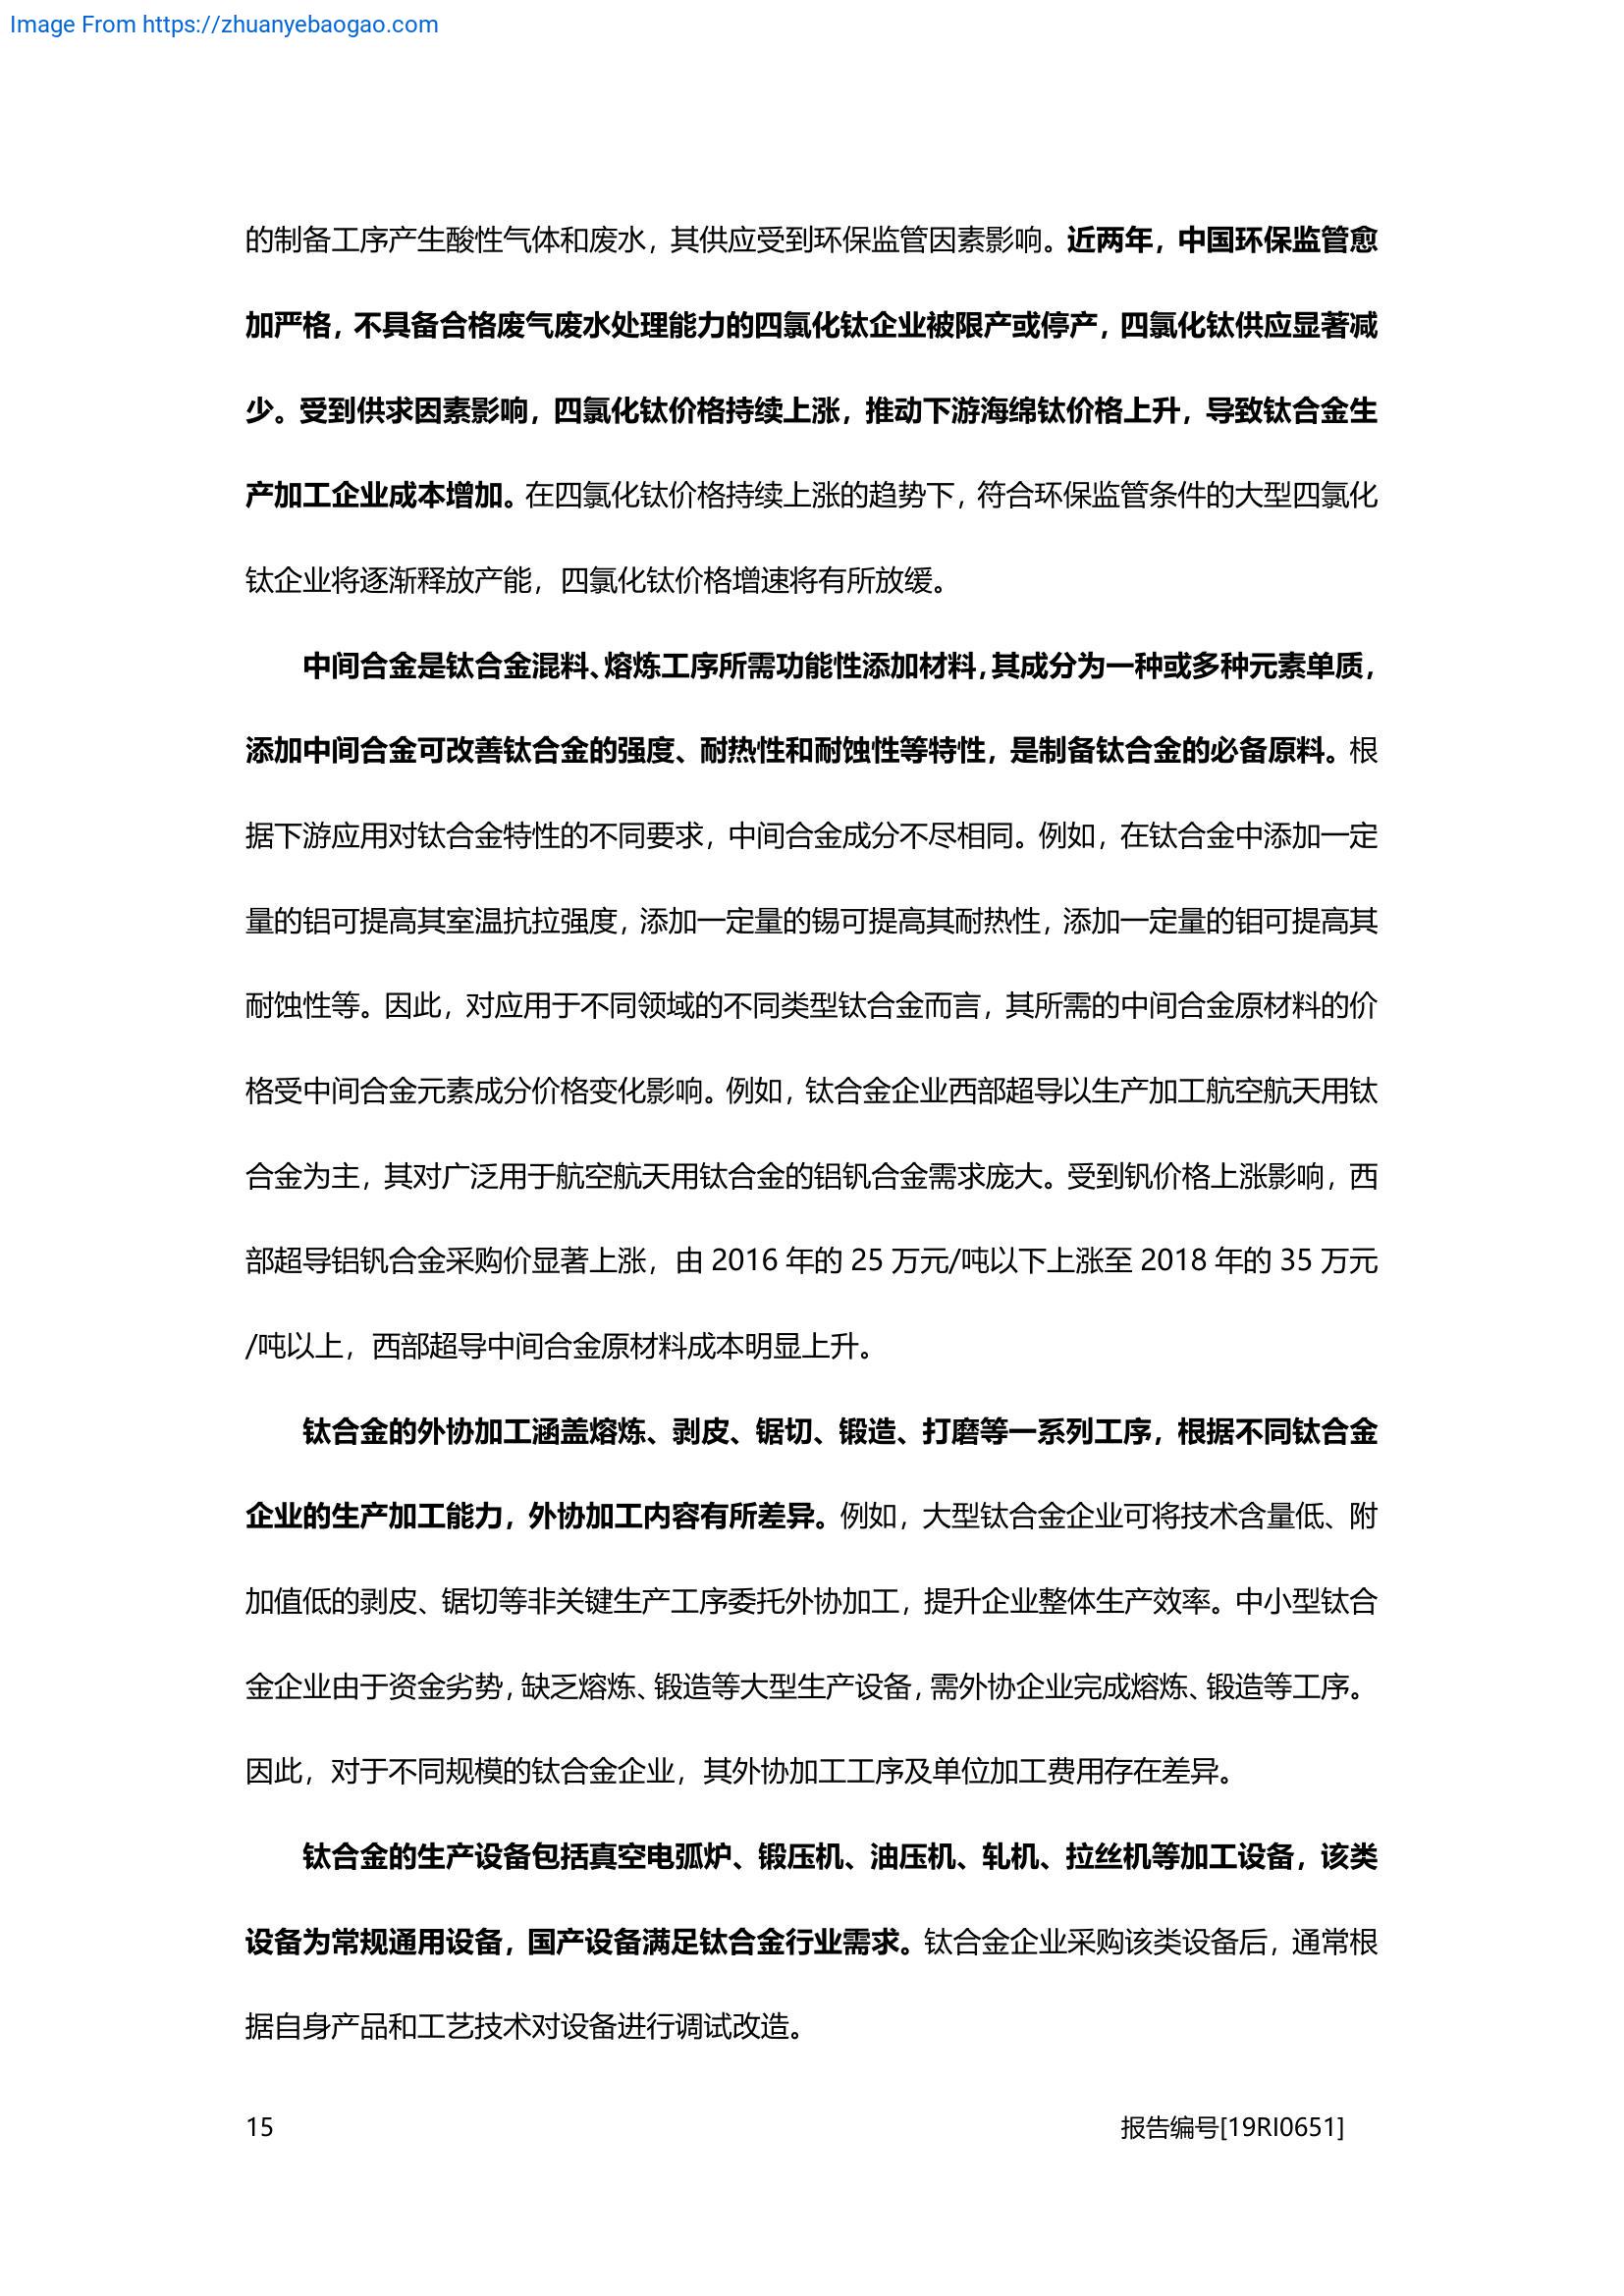 Image From https://zhuanyebaogao.com
的制备工序产生酸性气体和废水，其供应受到环保监管因素影响。近两年，中国环保监管愈
加严格，不具备合格废气废水处理能力的四氯化钛企业被限产或停产，四氯化钛供应显著减
少。受到供求因素影响，四氯化钛价格持续上涨，推动下游海绵钛价格上升，导致钛合金生
产加工企业成本增加。在四氯化钛价格持续上涨的趋势下，符合环保监管条件的大型四氯化
钛企业将逐渐释放产能，四氯化钛价格增速将有所放缓。
中间合金是钛合金混料、熔炼工序所需功能性添加材料，其成分为一种或多种元素单质，
添加中间合金可改善钛合金的强度、耐热性和耐蚀性等特性，是制备钛合金的必备原料。根
据下游应用对钛合金特性的不同要求，中间合金成分不尽相同。例如，在钛合金中添加一定
量的铝可提高其室温抗拉强度，添加一定量的锡可提高其耐热性，添加一定量的钼可提高其
耐蚀性等。因此，对应用于不同领域的不同类型钛合金而言，其所需的中间合金原材料的价
格受中间合金元素成分价格变化影响。例如，钛合金企业西部超导以生产加工航空航天用钛
合金为主，其对广泛用于航空航天用钛合金的铝钒合金需求庞大。受到钒价格上涨影响，西
部超导铝钒合金采购价显著上涨，由 2016 年的 25 万元/吨以下上涨至 2018 年的 35 万元
/吨以上，西部超导中间合金原材料成本明显上升。
钛合金的外协加工涵盖熔炼、剥皮、锯切、锻造、打磨等一系列工序，根据不同钛合金
企业的生产加工能力，外协加工内容有所差异。例如，大型钛合金企业可将技术含量低、附
加值低的剥皮、锯切等非关键生产工序委托外协加工，提升企业整体生产效率。中小型钛合
金企业由于资金劣势，缺乏熔炼、锻造等大型生产设备，需外协企业完成熔炼、锻造等工序。
因此，对于不同规模的钛合金企业，其外协加工工序及单位加工费用存在差异。
钛合金的生产设备包括真空电弧炉、锻压机、油压机、轧机、拉丝机等加工设备，该类
设备为常规通用设备，国产设备满足钛合金行业需求。钛合金企业采购该类设备后，通常根
据自身产品和工艺技术对设备进行调试改造。
15
报告编号[19RI0651]